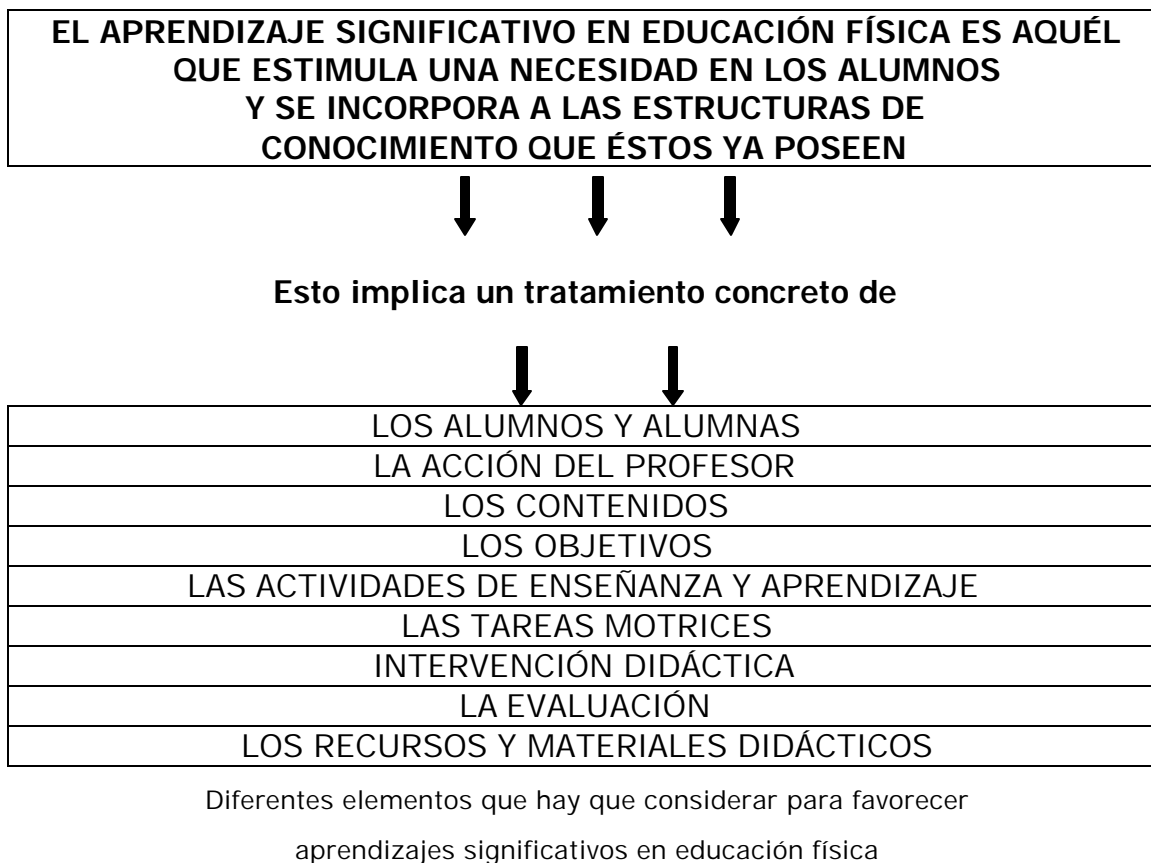 EL APRENDIZAJE SIGNIFICATIVO EN EDUCACIÓN FÍSICA ES AQUÉL
QUE ESTIMULA UNA NECESIDAD EN LOS ALUMNOS
Y SE INCORPORA A LAS ESTRUCTURAS DE
CONOCIMIENTO QUE ÉSTOS YA POSEEN
Esto implica un tratamiento concreto de
LOS ALUMNOS Y ALUMNAS
LA ACCIÓN DEL PROFESOR
LOS CONTENIDOS
LOS OBJETIVOS
LAS ACTIVIDADES DE ENSEÑANZA Y APRENDIZAJE
LAS TAREAS MOTRICES
INTERVENCIÓN DIDÁCTICA
LA EVALUACIÓN
LOS RECURSOS Y MATERIALES DIDÁCTICOS
Diferentes elementos que hay que considerar para favorecer
aprendizajes significativos en educación física